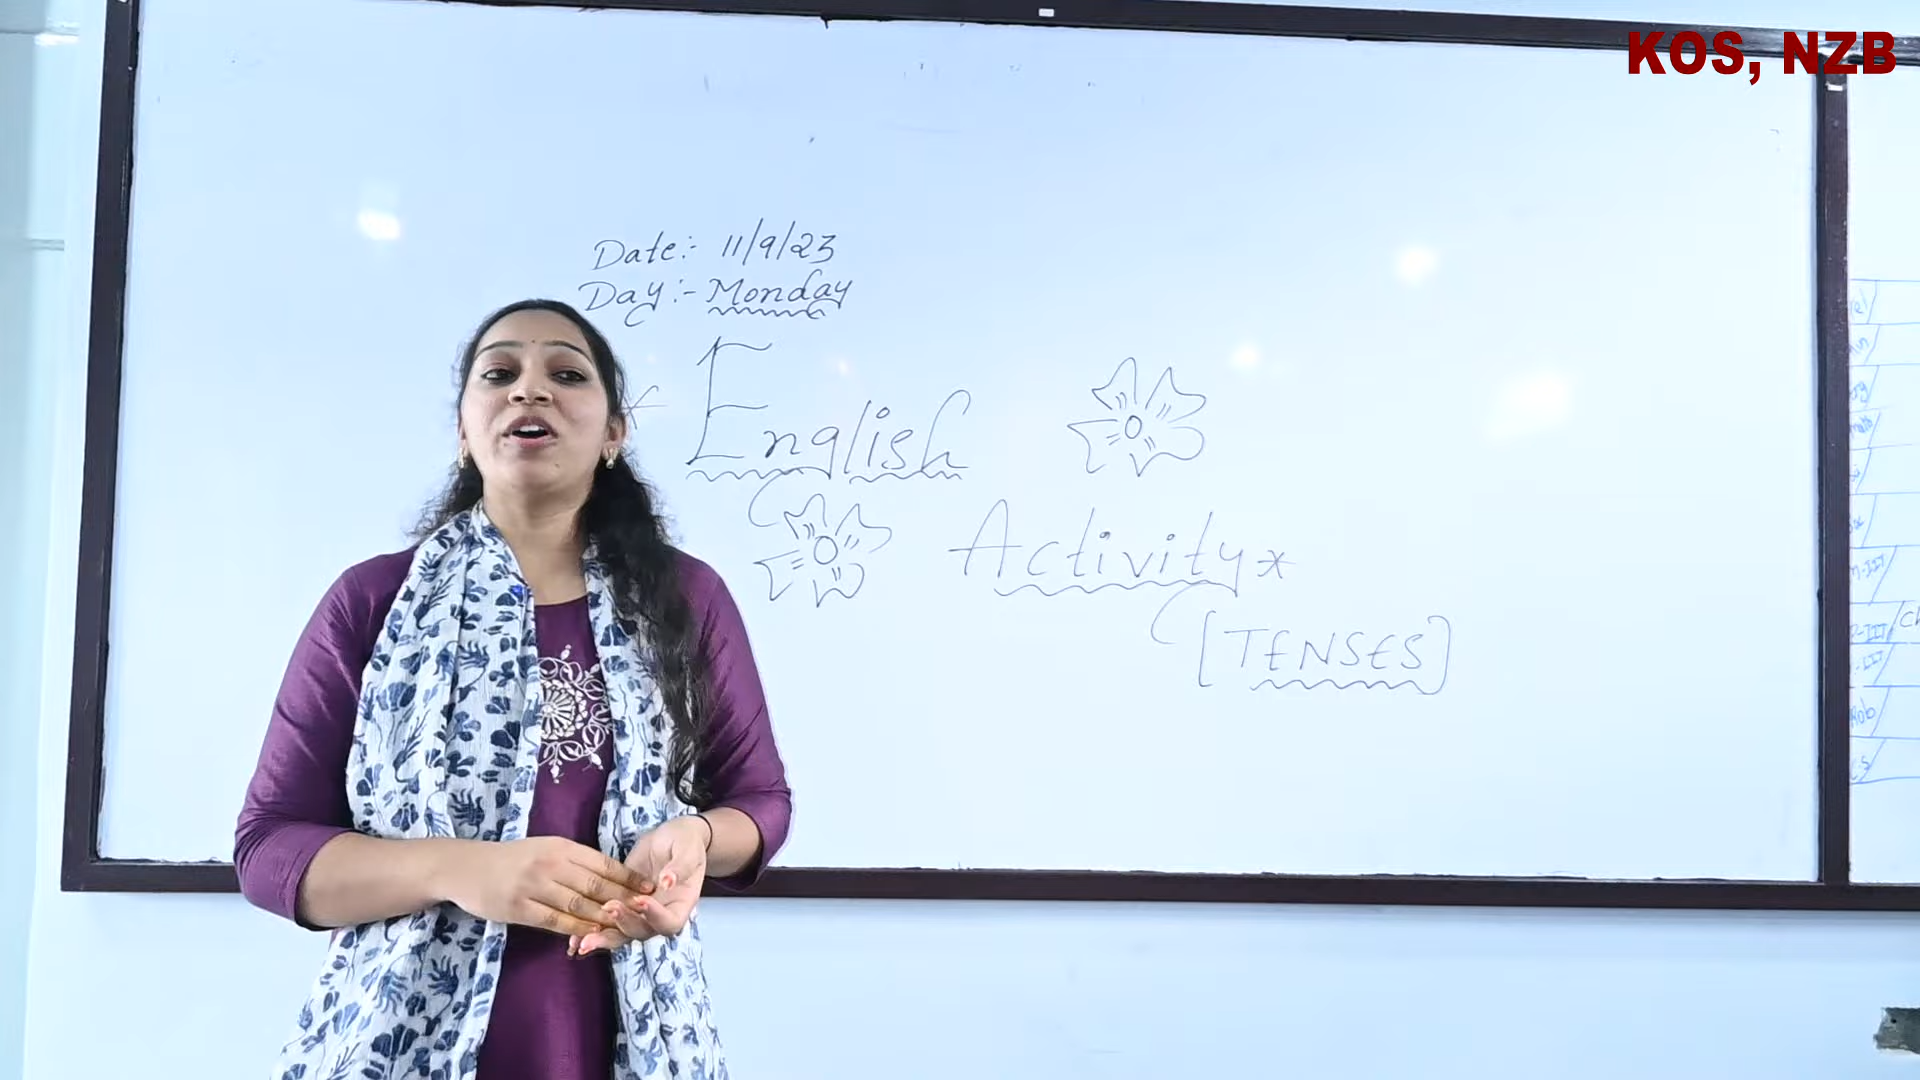 KOS, NZB
Date:- 11/9/23
Day:- Monday
* English
Activity *
[TENSES]